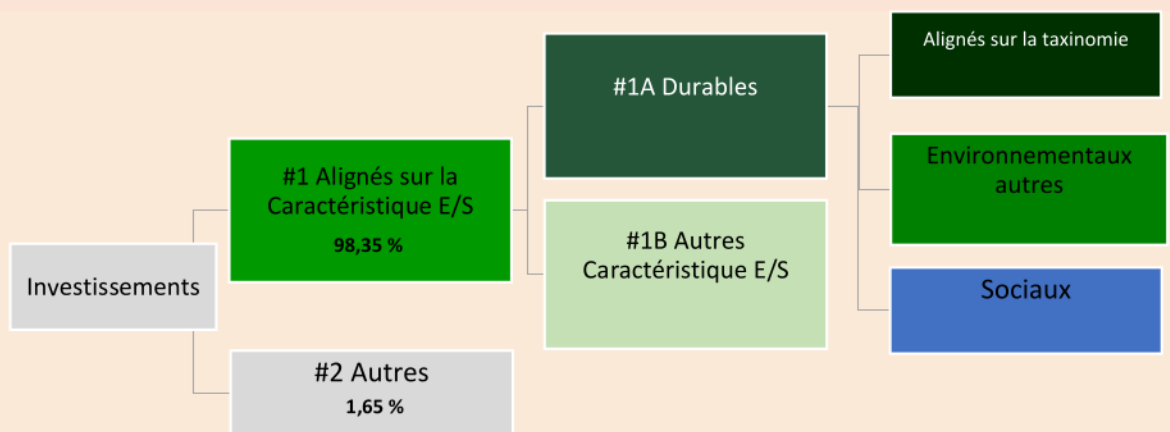 Investissements
#1 Alignés sur la
Caractéristique E/S
98,35 %
#2 Autres
1,65 %
#1A Durables
#1B Autres
Caractéristique E/S
Alignés sur la taxinomie
Environnementaux
autres
Sociaux